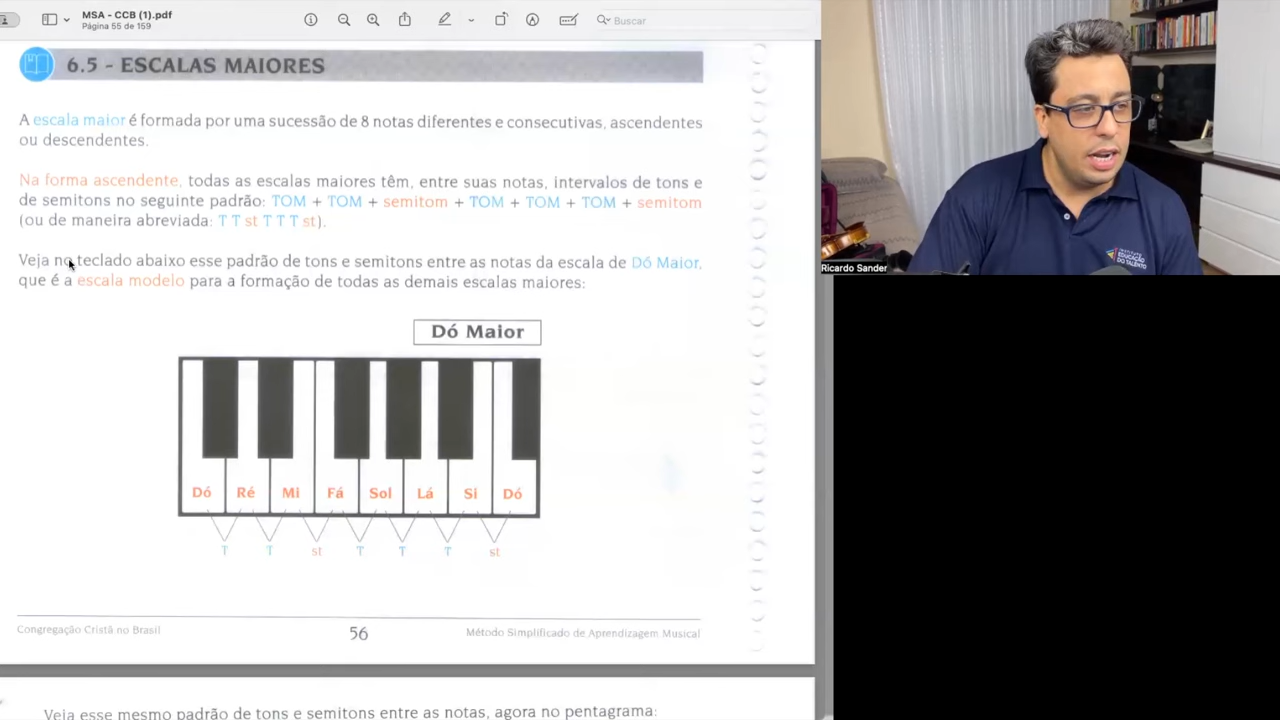 MSA - CCB (1).pdf
Página 55 de 159
Buscar
6.5 - ESCALAS MAIORES
A escala maior é formada por uma sucessão de 8 notas diferentes e consecutivas, ascendentes
ou descendentes.
Na forma ascendente, todas as escalas maiores têm, entre suas notas, intervalos de tons e
de semitons no seguinte padrão: TOM + TOM + semitom + TOM + TOM + TOM + semitom
(ou de maneira abreviada: T T st T T T st).
Veja no teclado abaixo esse padrão de tons e semitons entre as notas da escala de Dó Maior,
que é a escala modelo para a formação de todas as demais escalas maiores:
Dó Maior
Dó Ré Mi Fá Sol Lá Si Dó
T T st T T T st
Congregação Cristã no Brasil 56 Método Simplificado de Aprendizagem Musical
Veja esse mesmo padrão de tons e semitons entre as notas, agora no pentagrama:
INSTITUTO
EDUCAÇÃO
DO TALENTO
Ricardo Sander